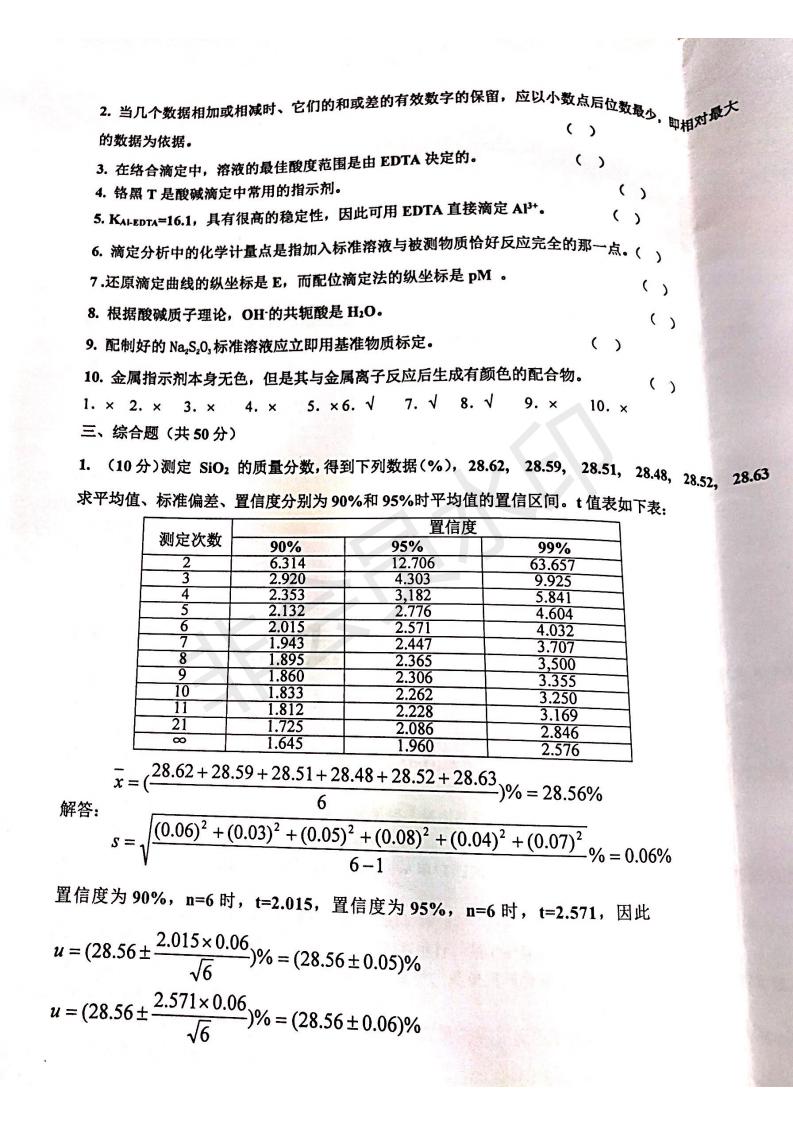 2. 当几个数据相加或相减时、它们的和或差的有效数字的保留，应以小数点后位数最少，即相对最大
的数据为依据。 （ ）
3. 在络合滴定中，溶液的最佳酸度范围是由 EDTA 决定的。 （ ）
4. 铬黑 T 是酸碱滴定中常用的指示剂。 （ ）
5. K_{Al-EDTA}=16.1，具有很高的稳定性，因此可用 EDTA 直接滴定 Al³⁺。 （ ）
6. 滴定分析中的化学计量点是指加入标准溶液与被测物质恰好反应完全的那一点。（ ）
7.还原滴定曲线的纵坐标是 E，而配位滴定法的纵坐标是 pM 。 （ ）
8. 根据酸碱质子理论，OH⁻的共轭酸是 H₂O。 （ ）
9. 配制好的 Na₂S₂O₃标准溶液应立即用基准物质标定。 （ ）
10. 金属指示剂本身无色，但是其与金属离子反应后生成有颜色的配合物。 （ ）
1. × 2. × 3. × 4. × 5. ×6. √ 7. √ 8. √ 9. × 10. ×
三、综合题（共 50 分）
1. （10 分）测定 SiO₂ 的质量分数,得到下列数据(%)，28.62, 28.59, 28.51, 28.48, 28.52, 28.63
求平均值、标准偏差、置信度分别为 90%和 95%时平均值的置信区间。t 值表如下表:
测定次数 置信度
90% 95% 99%
2 6.314 12.706 63.657
3 2.920 4.303 9.925
4 2.353 3,182 5.841
5 2.132 2.776 4.604
6 2.015 2.571 4.032
7 1.943 2.447 3.707
8 1.895 2.365 3,500
9 1.860 2.306 3.355
10 1.833 2.262 3.250
11 1.812 2.228 3.169
21 1.725 2.086 2.846
∞ 1.645 1.960 2.576
解答: x̄ = (\frac{28.62+28.59+28.51+28.48+28.52+28.63}{6})% = 28.56%
s = \sqrt{\frac{(0.06)²+(0.03)²+(0.05)²+(0.08)²+(0.04)²+(0.07)²}{6-1}}% = 0.06%
置信度为 90%，n=6 时，t=2.015，置信度为 95%，n=6 时，t=2.571，因此
u = (28.56 ± \frac{2.015×0.06}{√6})% = (28.56±0.05)%
u = (28.56 ± \frac{2.571×0.06}{√6})% = (28.56±0.06)%
非会员水印